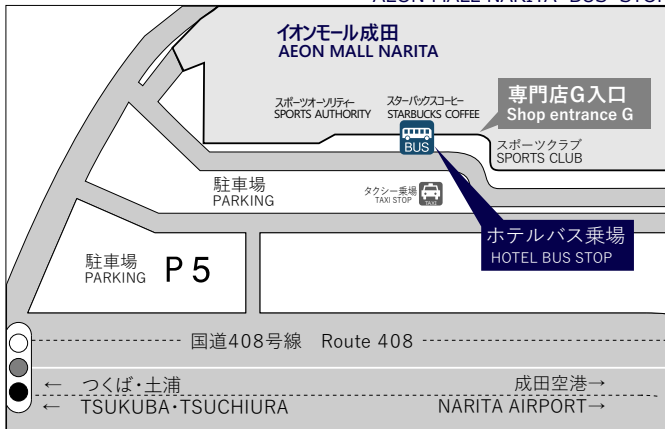 AEON MALL NARITA BUS STOP
イオンモール成田
AEON MALL NARITA
スポーツオーソリティー
SPORTS AUTHORITY
スターバックスコーヒー
STARBUCKS COFFEE
専門店G入口
Shop entrance G
BUS
スポーツクラブ
SPORTS CLUB
駐車場
PARKING
タクシー乗場
TAXI STOP
TAXI
ホテルバス乗場
HOTEL BUS STOP
駐車場
PARKING
P5
国道408号線 Route 408
← つくば・土浦
← TSUKUBA・TSUCHIURA
成田空港→
NARITA AIRPORT→